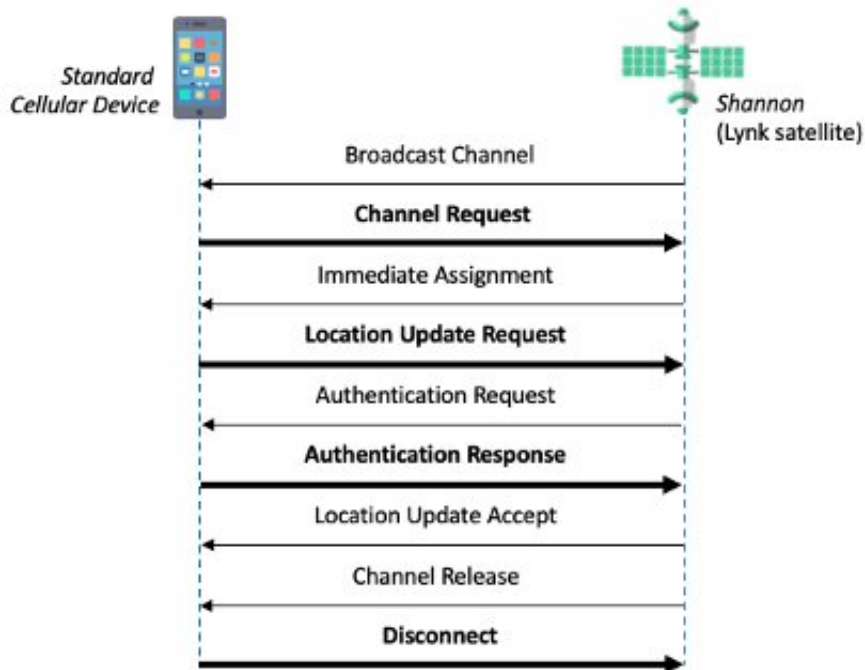 Standard
Cellular Device
Shannon
(Lynk satellite)
Broadcast Channel
Channel Request
Immediate Assignment
Location Update Request
Authentication Request
Authentication Response
Location Update Accept
Channel Release
Disconnect